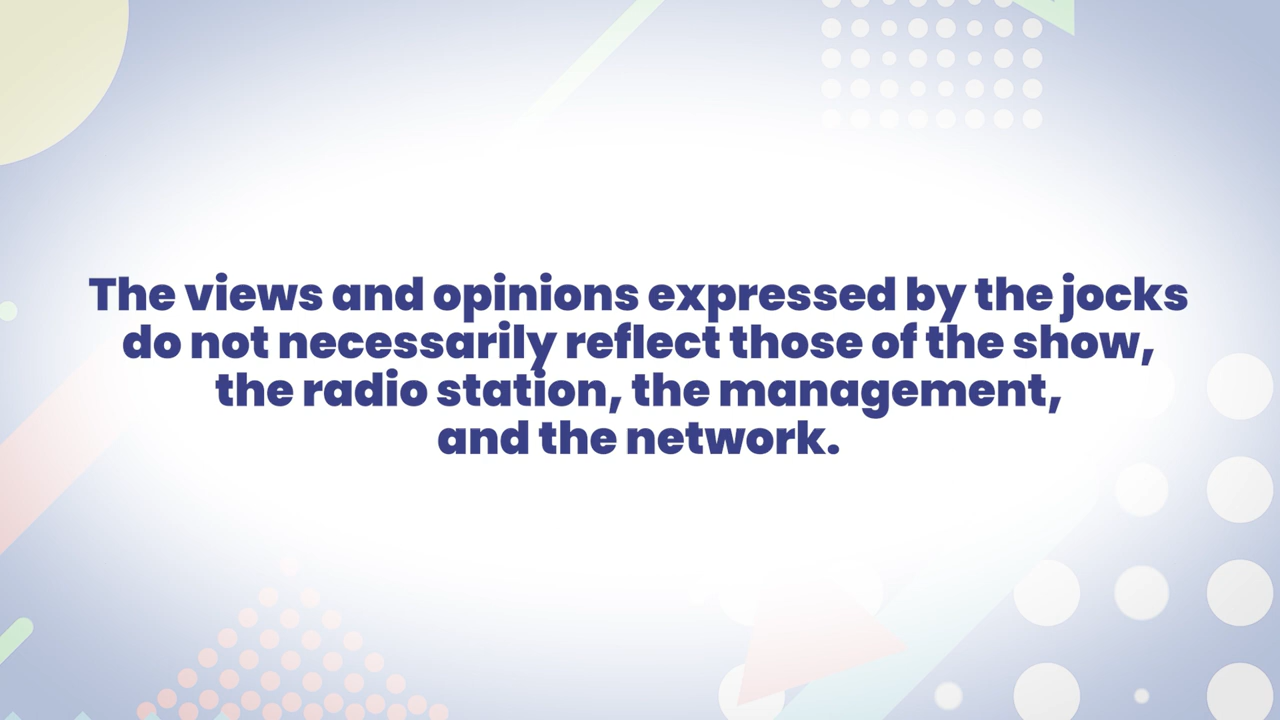 The views and opinions expressed by the jocks
do not necessarily reflect those of the show,
the radio station, the management,
and the network.